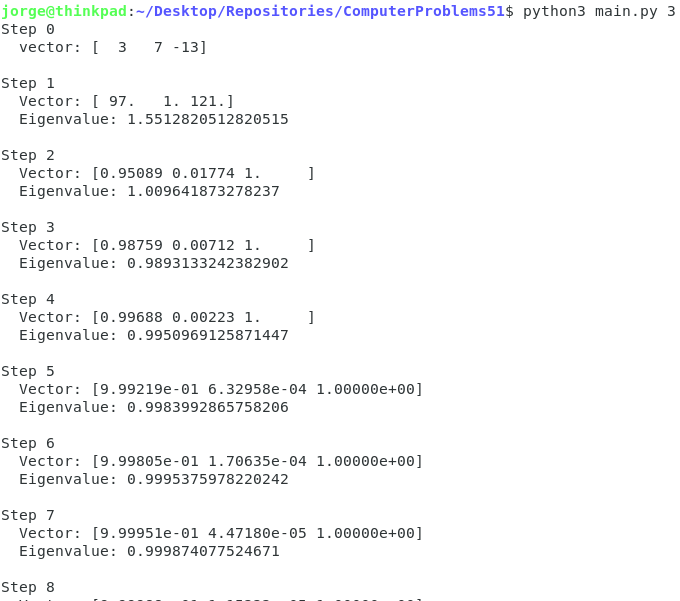 jorge@thinkpad:~/Desktop/Repositories/ComputerProblems51$ python3 main.py 3
Step 0
  vector: [  3   7 -13]

Step 1
  Vector: [ 97.   1. 121.]
  Eigenvalue: 1.5512820512820515

Step 2
  Vector: [0.95089 0.01774 1.     ]
  Eigenvalue: 1.009641873278237

Step 3
  Vector: [0.98759 0.00712 1.     ]
  Eigenvalue: 0.9893133242382902

Step 4
  Vector: [0.99688 0.00223 1.     ]
  Eigenvalue: 0.9950969125871447

Step 5
  Vector: [9.99219e-01 6.32958e-04 1.00000e+00]
  Eigenvalue: 0.9983992865758206

Step 6
  Vector: [9.99805e-01 1.70635e-04 1.00000e+00]
  Eigenvalue: 0.9995375978220242

Step 7
  Vector: [9.99951e-01 4.47180e-05 1.00000e+00]
  Eigenvalue: 0.999874077524671

Step 8